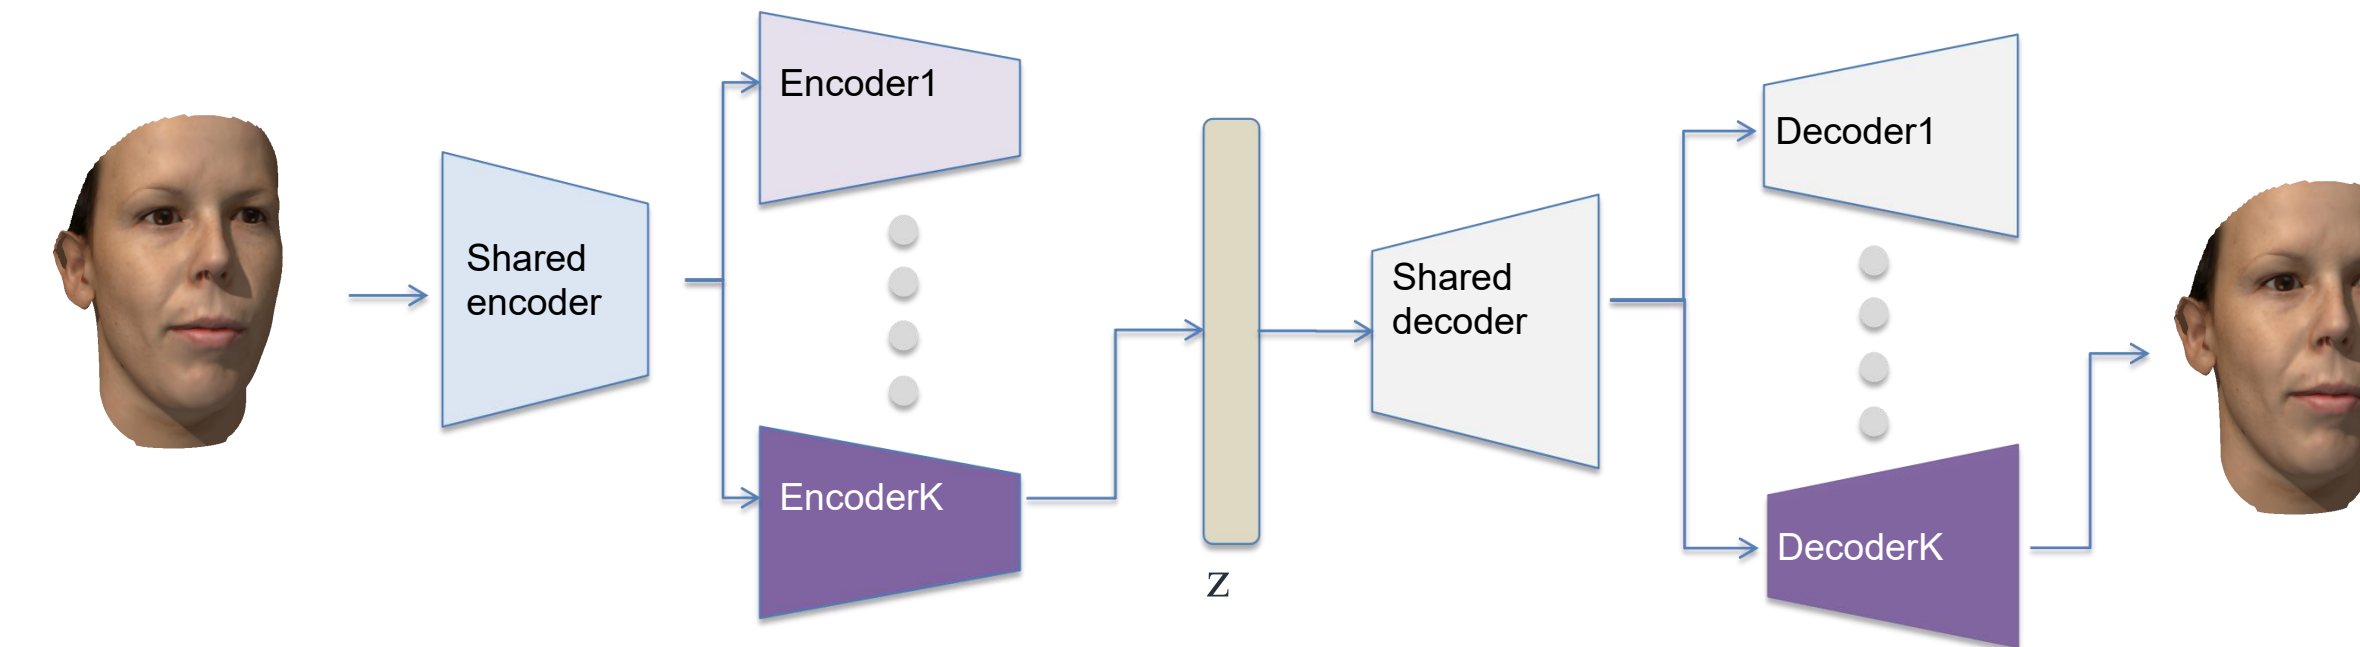 Encoder1
Shared
encoder
EncoderK
z
Shared
decoder
Decoder1
DecoderK